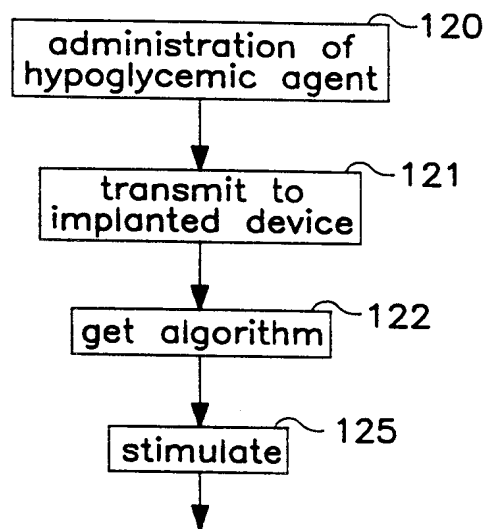 120
administration of
hypoglycemic agent
121
transmit to
implanted device
122
get algorithm
125
stimulate